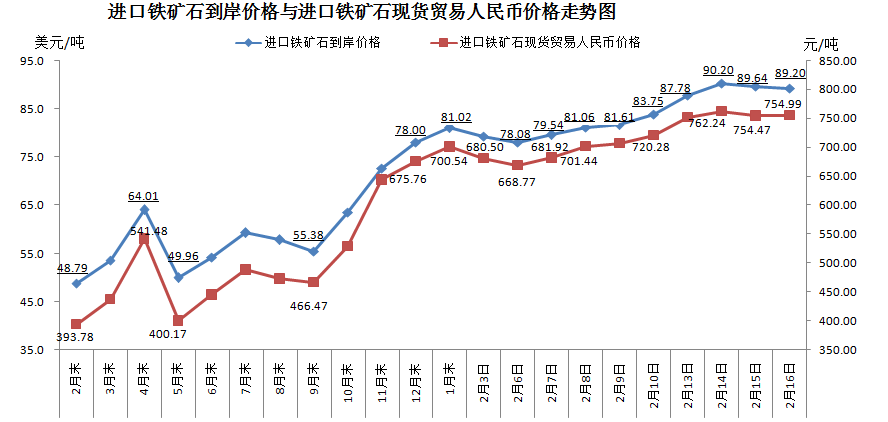 进口铁矿石到岸价格与进口铁矿石现货贸易人民币价格走势图
美元/吨
进口铁矿石到岸价格
进口铁矿石现货贸易人民币价格
元/吨
95.0
85.0
75.0
65.0
55.0
45.0
35.0
850.00
800.00
750.00
700.00
650.00
600.00
550.00
500.00
450.00
400.00
350.00
48.79
64.01
49.96
55.38
78.00
81.02
78.08
79.54
81.06
81.61
83.75
87.78
90.20
89.64
89.20
393.78
541.48
400.17
466.47
675.76
700.54
680.50
668.77
681.92
701.44
720.28
762.24
754.47
754.99
2月末
3月末
4月末
5月末
6月末
7月末
8月末
9月末
10月末
11月末
12月末
1月末
2月3日
2月6日
2月7日
2月8日
2月9日
2月10日
2月13日
2月14日
2月15日
2月16日